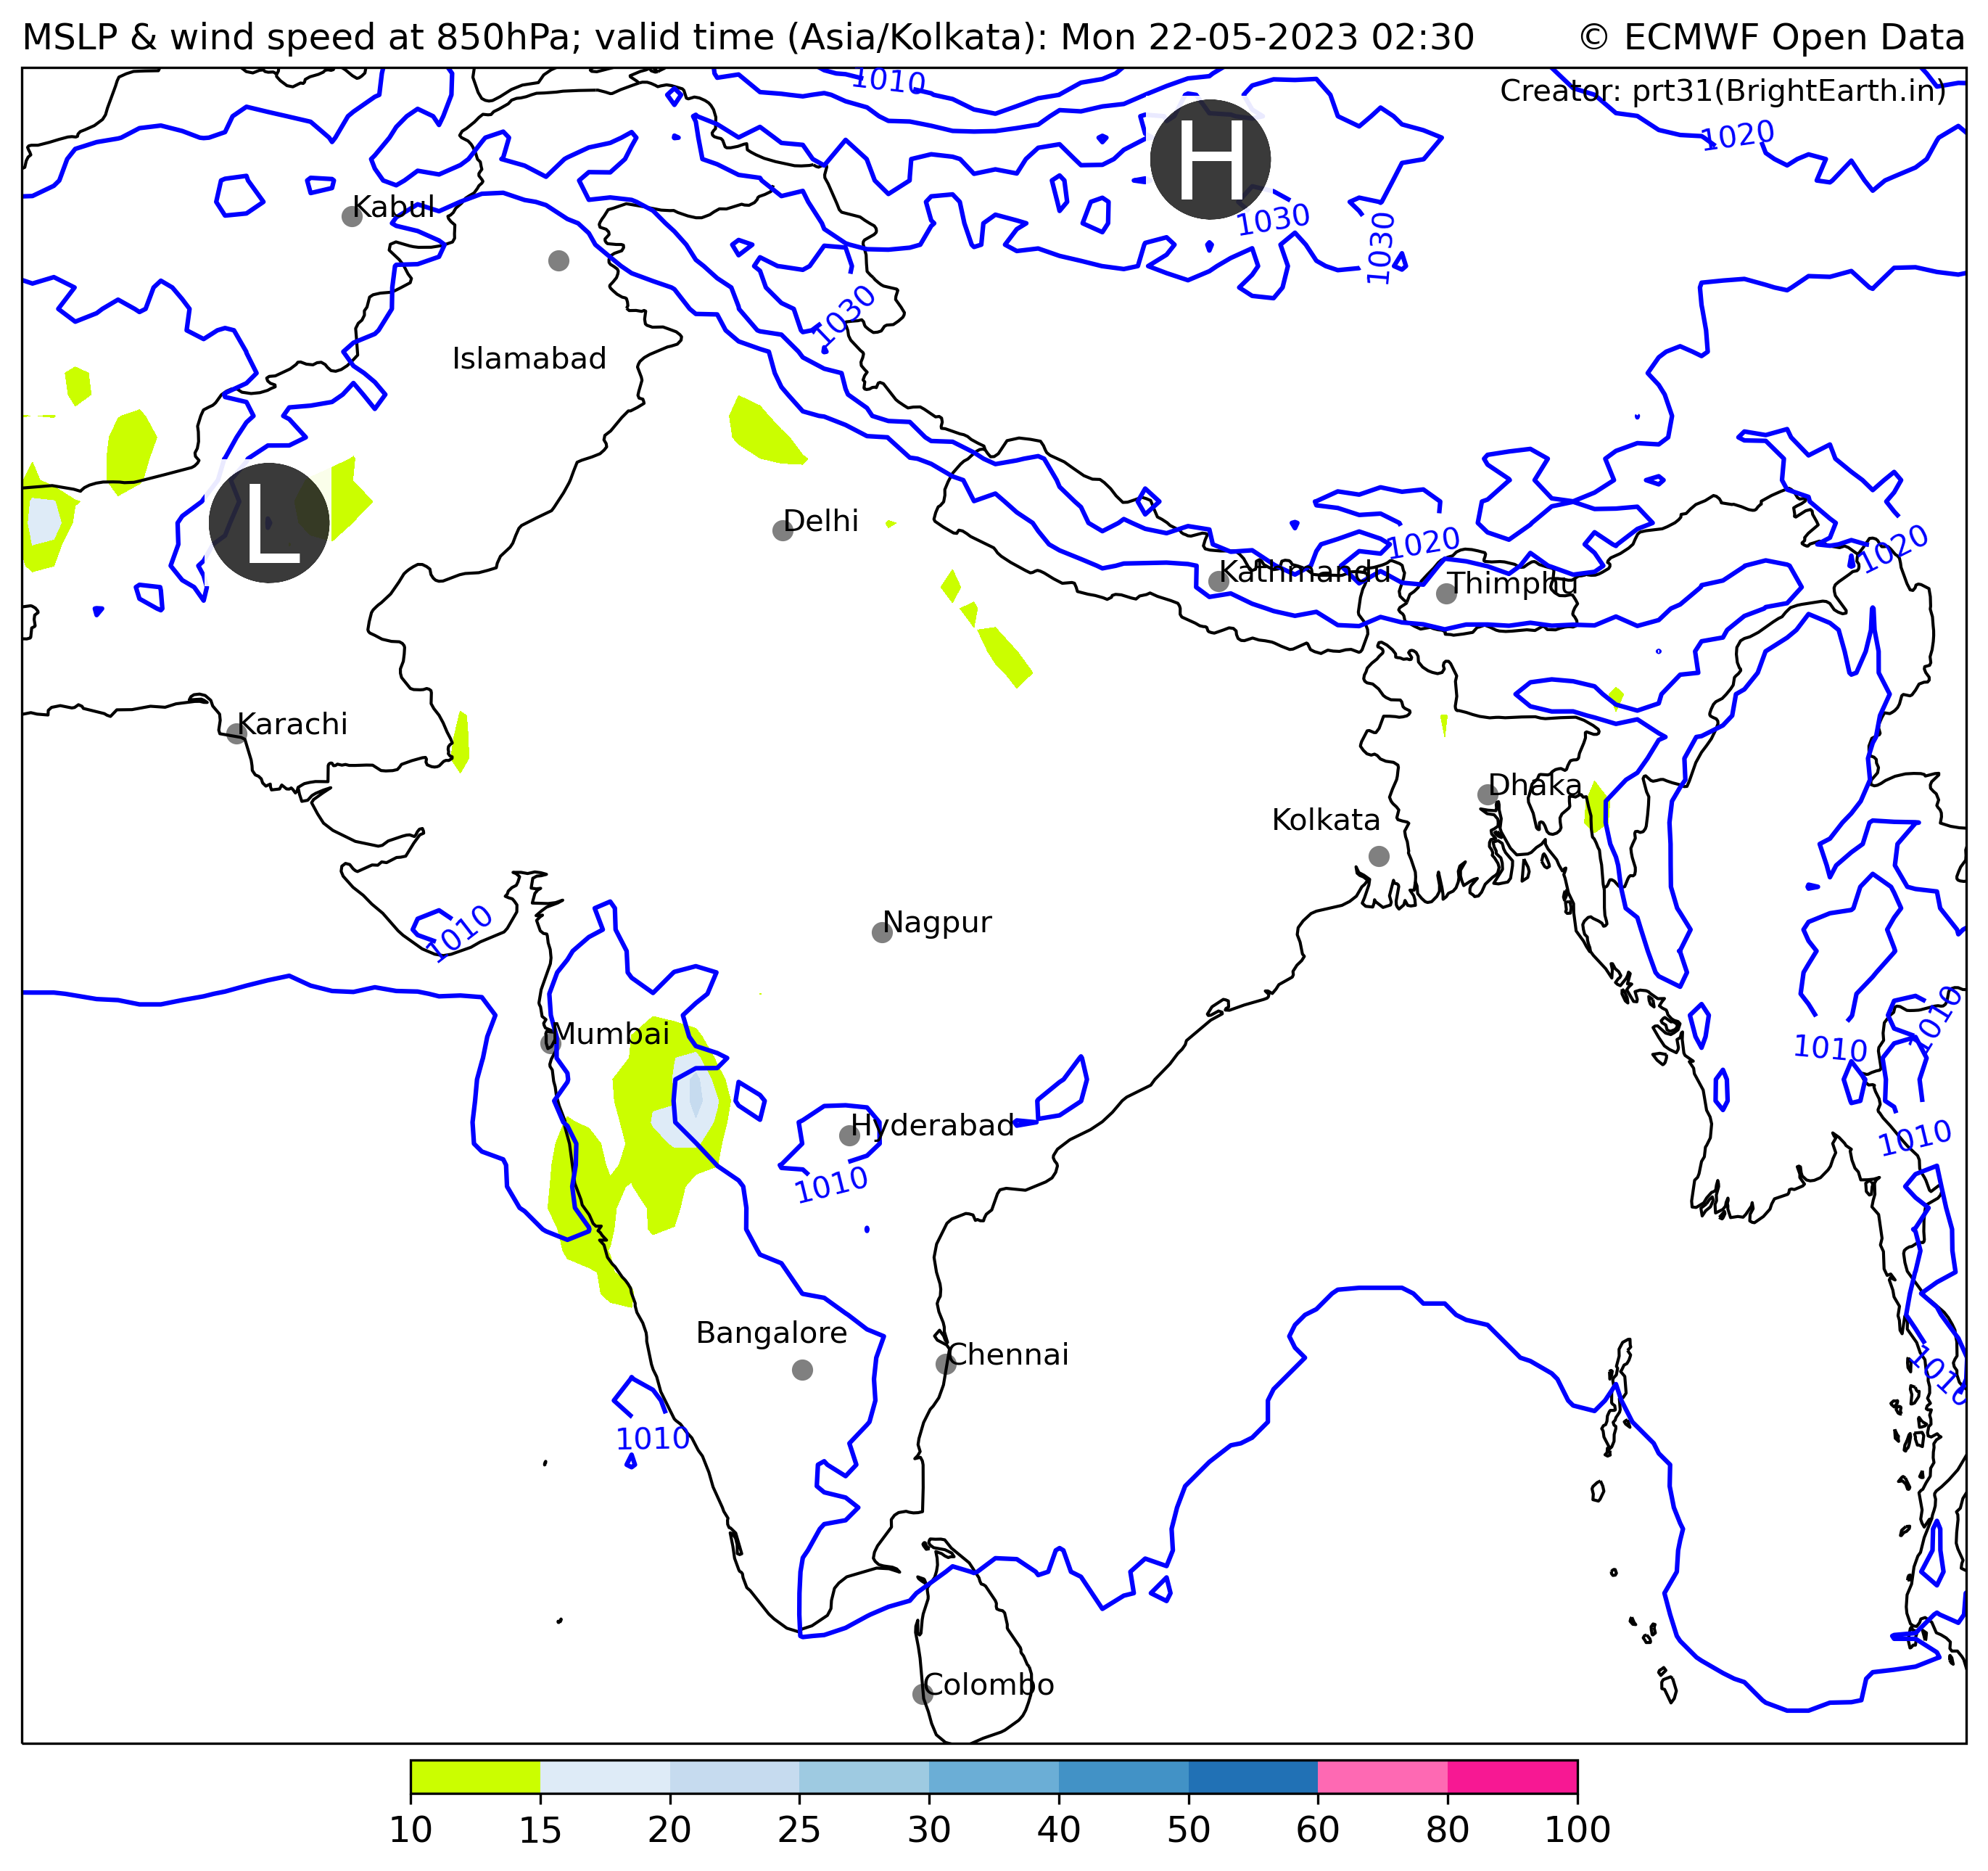 MSLP & wind speed at 850hPa; valid time (Asia/Kolkata): Mon 22-05-2023 02:30 © ECMWF Open Data
1010
Creator: prt31(BrightEarth.in)
1020
H
Kabul
1030
1030
1030
Islamabad
L
Delhi
1020
1020
Kathmandu
Thimphu
Karachi
Dhaka
Kolkata
1010
Nagpur
1010
Mumbai
1010
Hyderabad
1010
1010
Bangalore
Chennai
1010
1010
Colombo
10 15 20 25 30 40 50 60 80 100